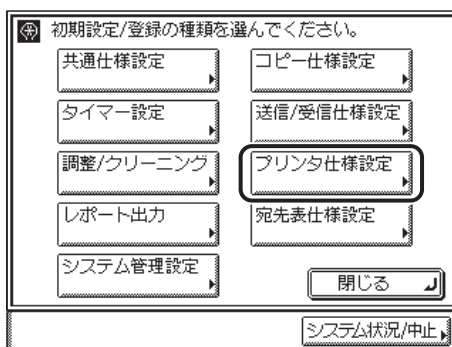 初期設定/登録の種類を選んでください。
共通仕様設定
コピー仕様設定
タイマー設定
送信/受信仕様設定
調整/クリーニング
プリンタ仕様設定
レポート出力
宛先表仕様設定
システム管理設定
閉じる
システム状況/中止